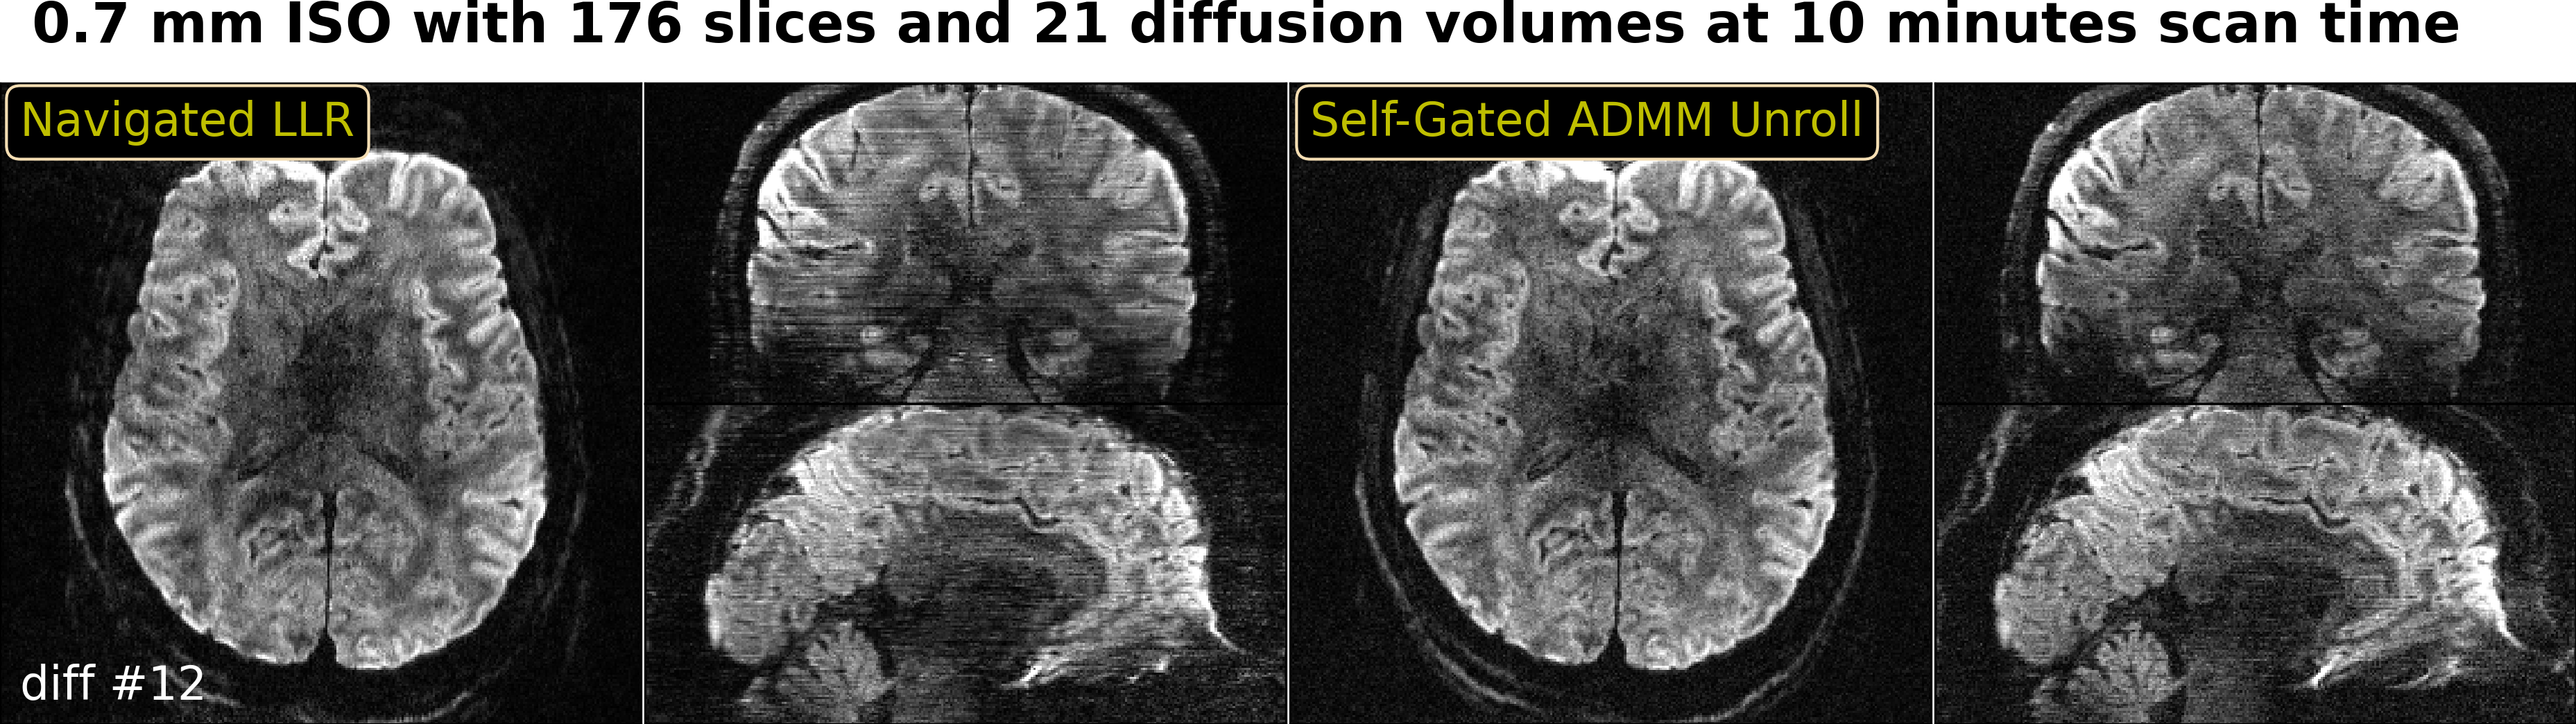 0.7 mm ISO with 176 slices and 21 diffusion volumes at 10 minutes scan time
Navigated LLR
Self-Gated ADMM Unroll
diff #12